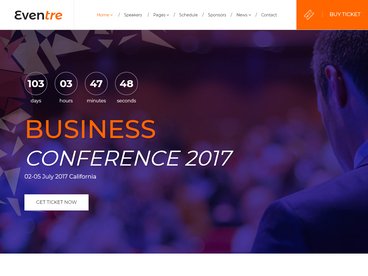 Eventre
Home / Speakers / Pages / Schedule / Sponsors / News / Contact
BUY TICKET
103 03 47 48
days hours minutes seconds
BUSINESS
CONFERENCE 2017
02-05 July 2017 California
GET TICKET NOW